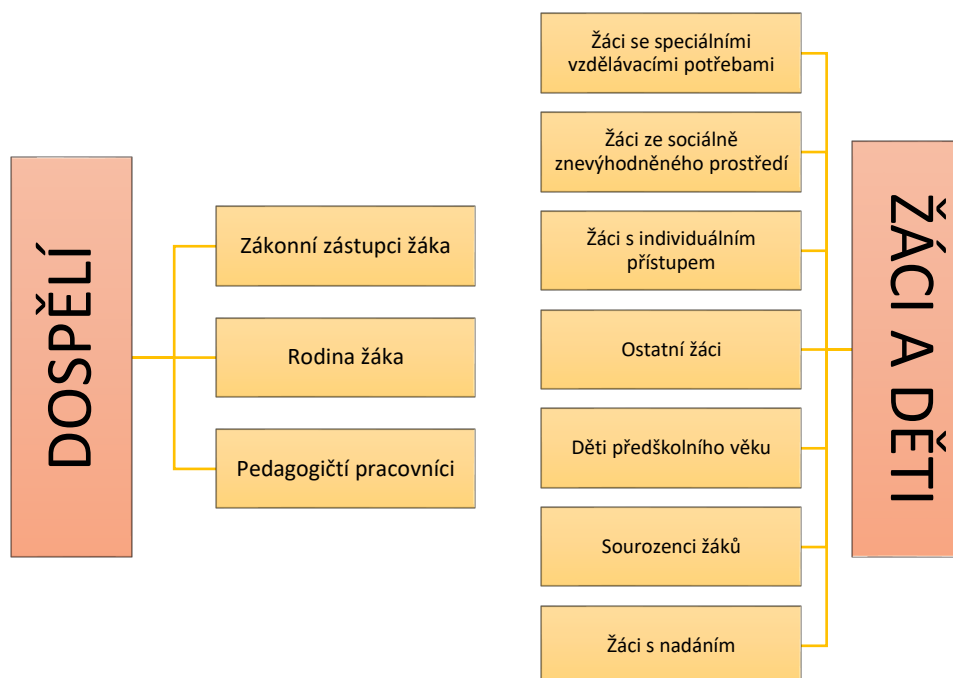 DOSPĚLÍ
Zákonní zástupci žáka
Rodina žáka
Pedagogičtí pracovníci
Žáci se speciálními
vzdělávacími potřebami
Žáci ze sociálně
znevýhodněného prostředí
Žáci s individuálním
přístupem
Ostatní žáci
Děti předškolního věku
Sourozenci žáků
Žáci s nadáním
ŽÁCI A DĚTI